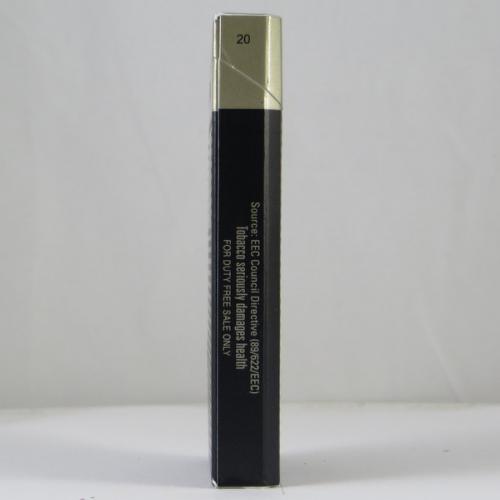 20
Source: EEC Council Directive (89/622/EEC)
Tobacco seriously damages health
FOR DUTY FREE SALE ONLY